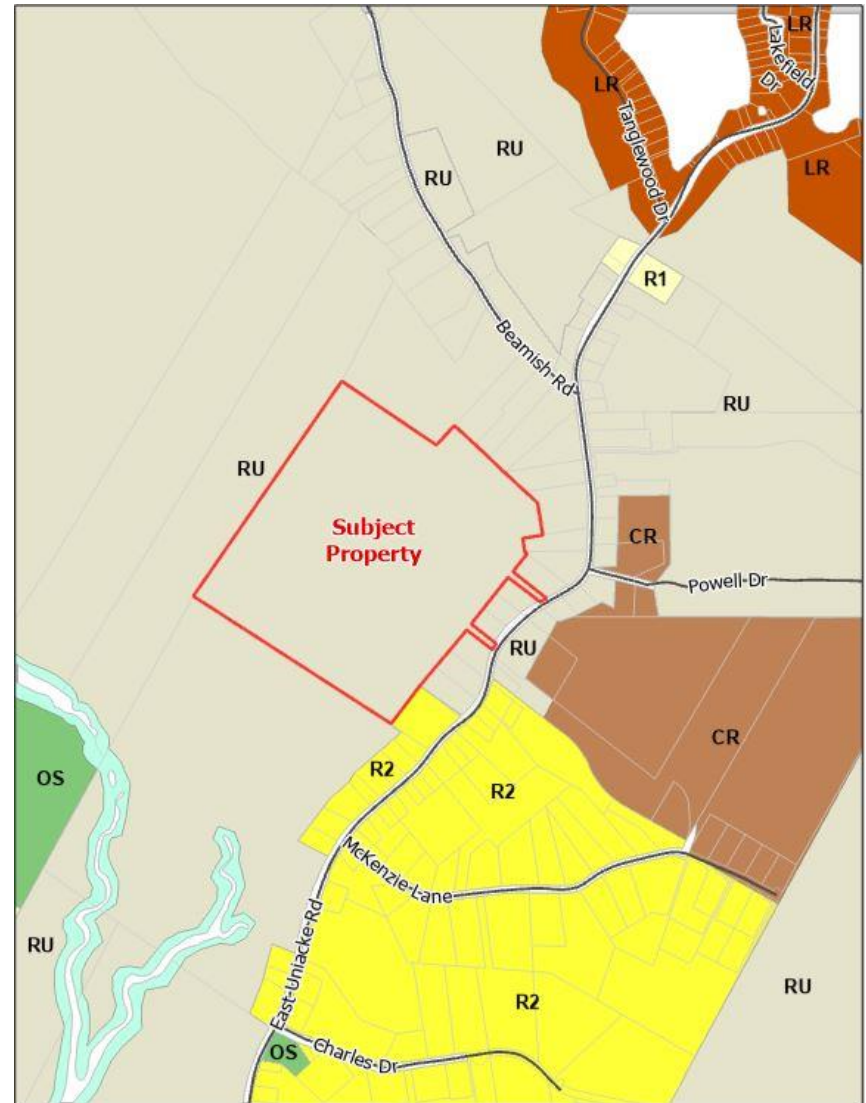 LR
Lakefield
Dr
LR
Tanglewood Dr
RU
RU
LR
R1
Beamish-Rd
RU
RU
Subject
Property
CR
Powell Dr
RU
CR
OS
R2
R2
McKenzie-Lane
East-Uniacke-Rd
RU
RU
R2
OS
Charles Dr